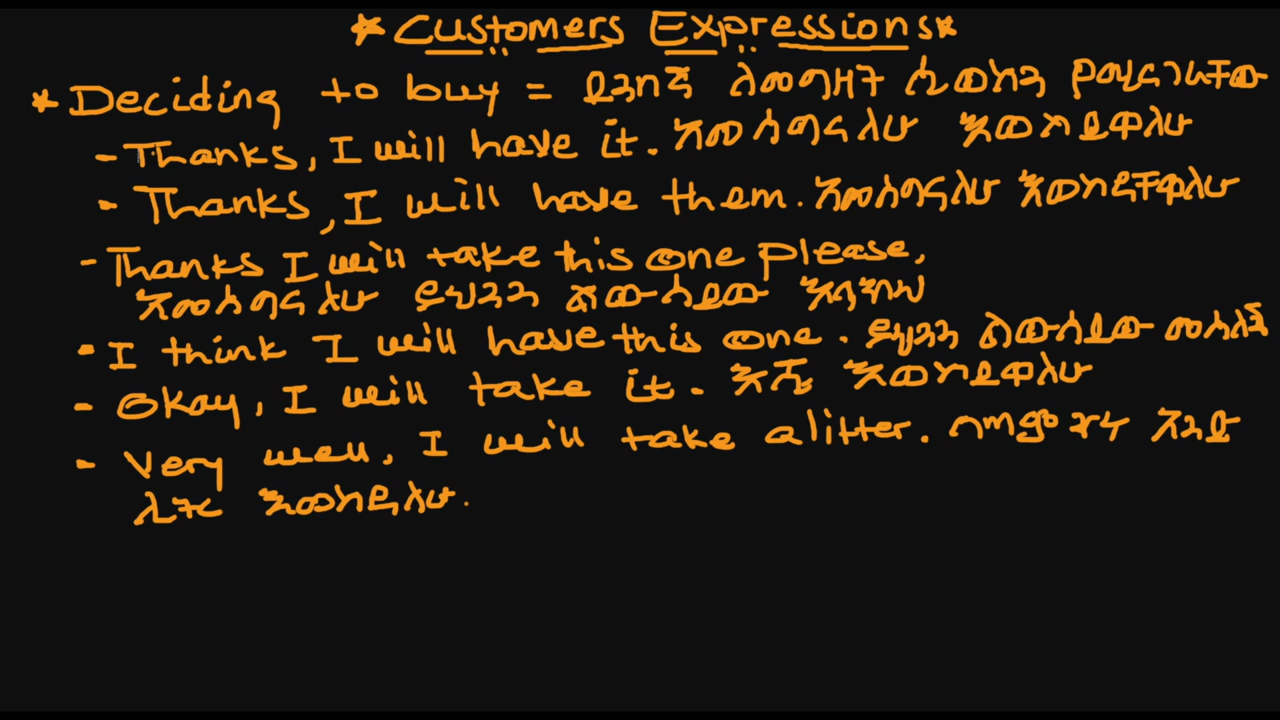 * Customers Expressions *
* Deciding to buy = ደንበኛ ለመግዛት ሲወስን የሚናገራቸው
- Thanks, I will have it. አመሰግናለሁ እወስደዋለሁ
- Thanks, I will have them. አመሰግናለሁ እወስዳቸዋለሁ
- Thanks I will take this one please,
አመሰግናለሁ ይህንን ልውሰደው እባክህ
- I think I will have this one. ይህንን ልውሰደው መሰለኝ
- Okay, I will take it. እሺ እወስደዋለሁ
- Very well, I will take a litter. በጣም ጥሩ አንድ
ሊትር እወስዳለሁ.